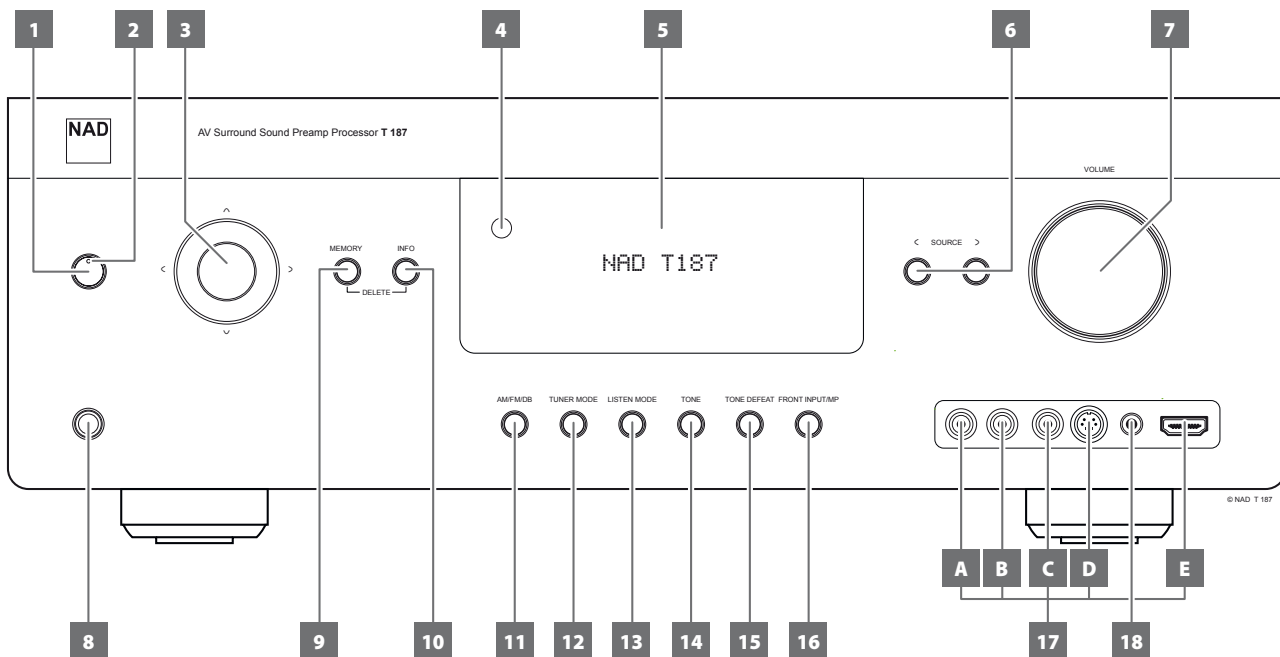 1 2 3 4 5 6 7
NAD
AV Surround Sound Preamp Processor T 187
VOLUME
MEMORY INFO
< SOURCE >
NAD T187
DELETE
AM/FM/DB TUNER MODE LISTEN MODE TONE TONE DEFEAT FRONT INPUT/MP
© NAD T 187
A B C D E
8 9 10 11 12 13 14 15 16 17 18